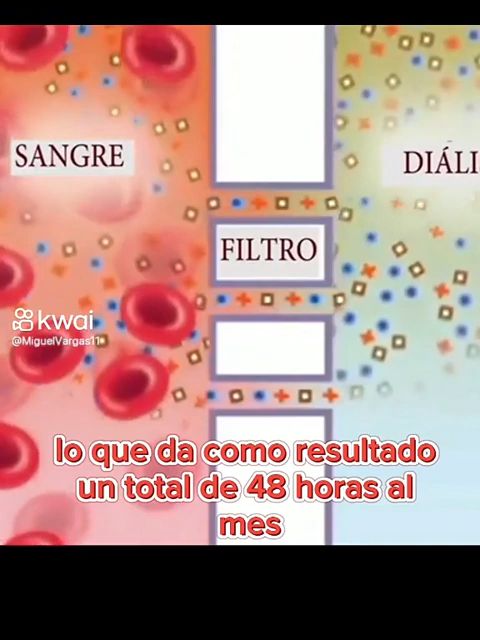 SANGRE
DIÁLI
FILTRO
kwai
@MiguelVargas11
lo que da como resultado
un total de 48 horas al
mes